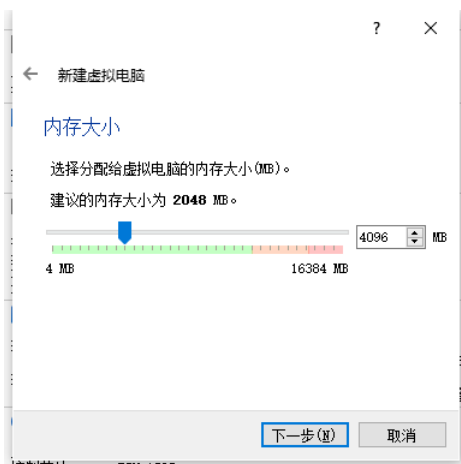 ?
新建虚拟电脑
内存大小
选择分配给虚拟电脑的内存大小(MB)。
建议的内存大小为 2048 MB。
4096 MB
4 MB 16384 MB
下一步(N) 取消